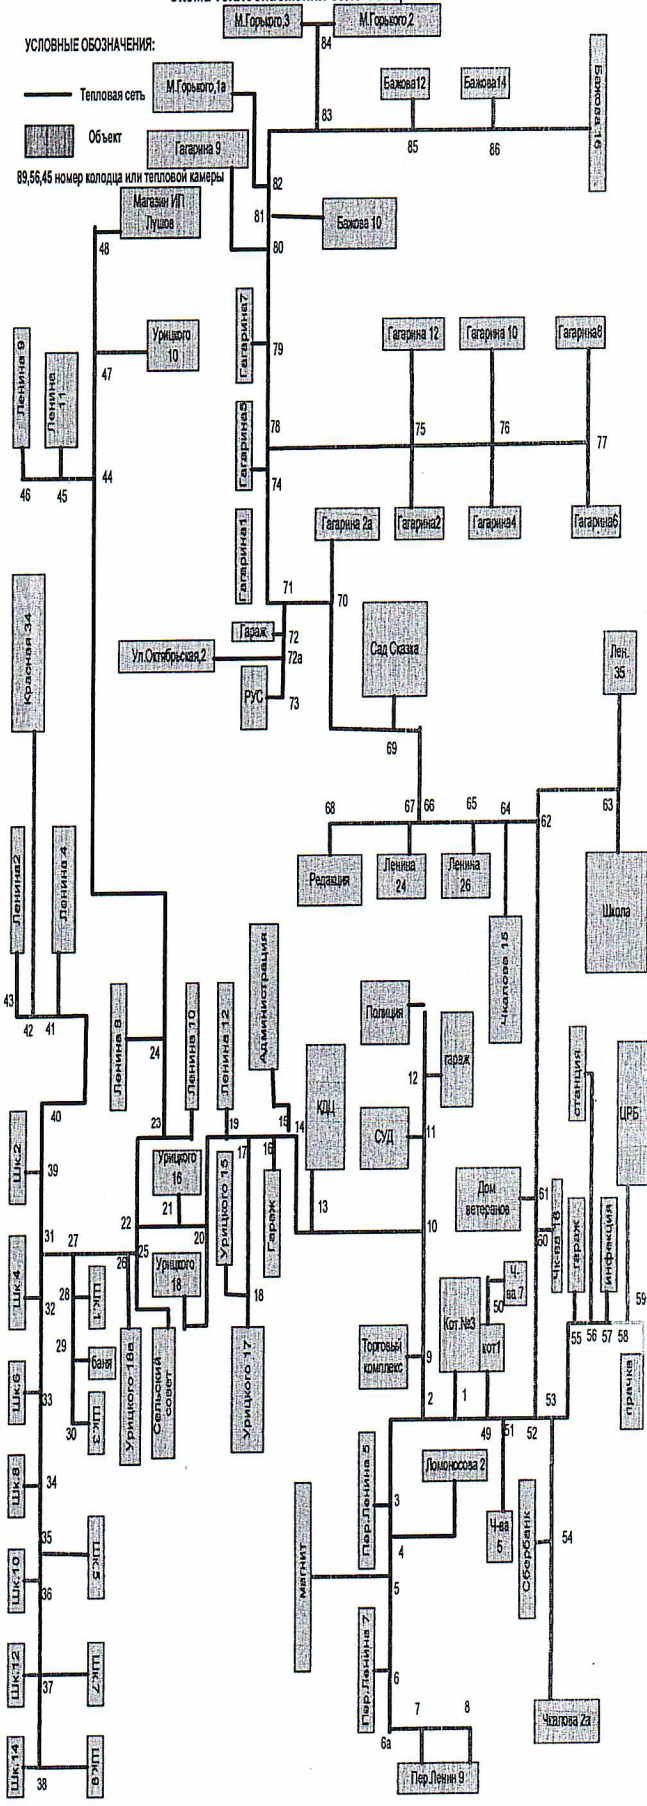 М.Горького,3
М.Горького,2
84
УСЛОВНЫЕ ОБОЗНАЧЕНИЯ:
Тепловая сеть
Объект
89,56,45 номер колодца или тепловой камеры
М.Горького,1а
Гагарина 9
Бажова12
Бажова14
Бажова 16
83
85
86
82
81
80
Бажова 10
Магазин ИП
Лушов
48
Урицкого
10
47
Ленина 9
Ленина
11
46
45
44
Гагарина7
79
Гагарина5
78
74
Гагарина 12
Гагарина 10
Гагарина8
75
76
77
Гагарина1
Гагарина 2а
Гагарина2
Гагарина4
Гагарина6
71
70
Гараж
72
Ул.Октябрьская,2
72а
РУС
73
Сад Сказка
69
Лен.
35
Красная 34
68
67
66
65
64
62
63
Редакция
Ленина
24
Ленина
26
Чкалова 15
Школа
Ленина2
Ленина 4
43
42
41
40
Ленина 8
24
23
Ленина 10
Ленина 12
Администрация
19
15
14
КДЦ
13
Полиция
гараж
12
СУД
11
10
станция
ЦРБ
Шк.2
39
Урицкого
16
21
22
20
17
16
Гараж
Урицкого 15
18
Урицкого 17
Дом
ветеранов
61
60
Чк-ва 18
гараж
инфекция
55
56
57
58
59
прачка
31
27
25
26
Шк.4
32
28
Шк.1
29
баня
30
Шк.3
Урицкого 18а
Сельский
совет
Урицкого
18
Шк.6
33
Торговый
комплекс
9
2
Кот.№3
1
кот1
50
Ч-
ва 7
49
51
52
53
Шк.8
34
35
Шк.5
Шк.10
36
Шк.12
37
Шк.7
Шк.14
38
Шк.9
Пер.Ленина 5
3
4
Ломоносова 2
Ч-ва
5
Сбербанк
54
магнит
5
Пер.Ленина 7
6
6а
7
8
Пер.Ленин 9
Чкалова 2а